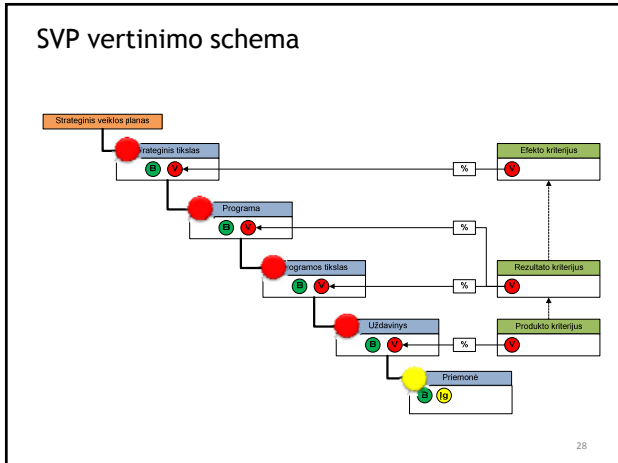 SVP vertinimo schema
Strateginis veiklos planas
trateginis tikslas
Efekto kriterijus
B V
%
V
Programa
B V
%
rogramos tikslas
Rezultato kriterijus
B V
%
V
Uždavinys
Produkto kriterijus
B V
%
V
Priemonė
B Ig
28